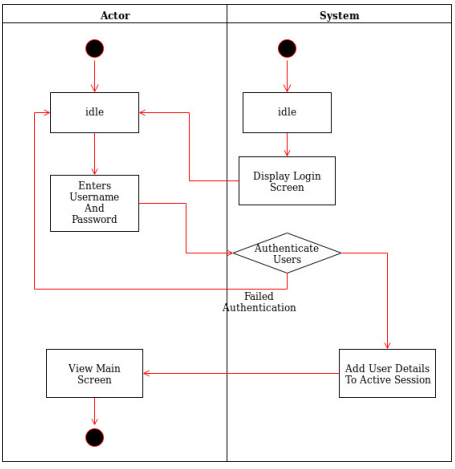 Actor
System
idle
idle
Display Login
Screen
Enters
Username
And
Password
Authenticate
Users
Failed
Authentication
View Main
Screen
Add User Details
To Active Session